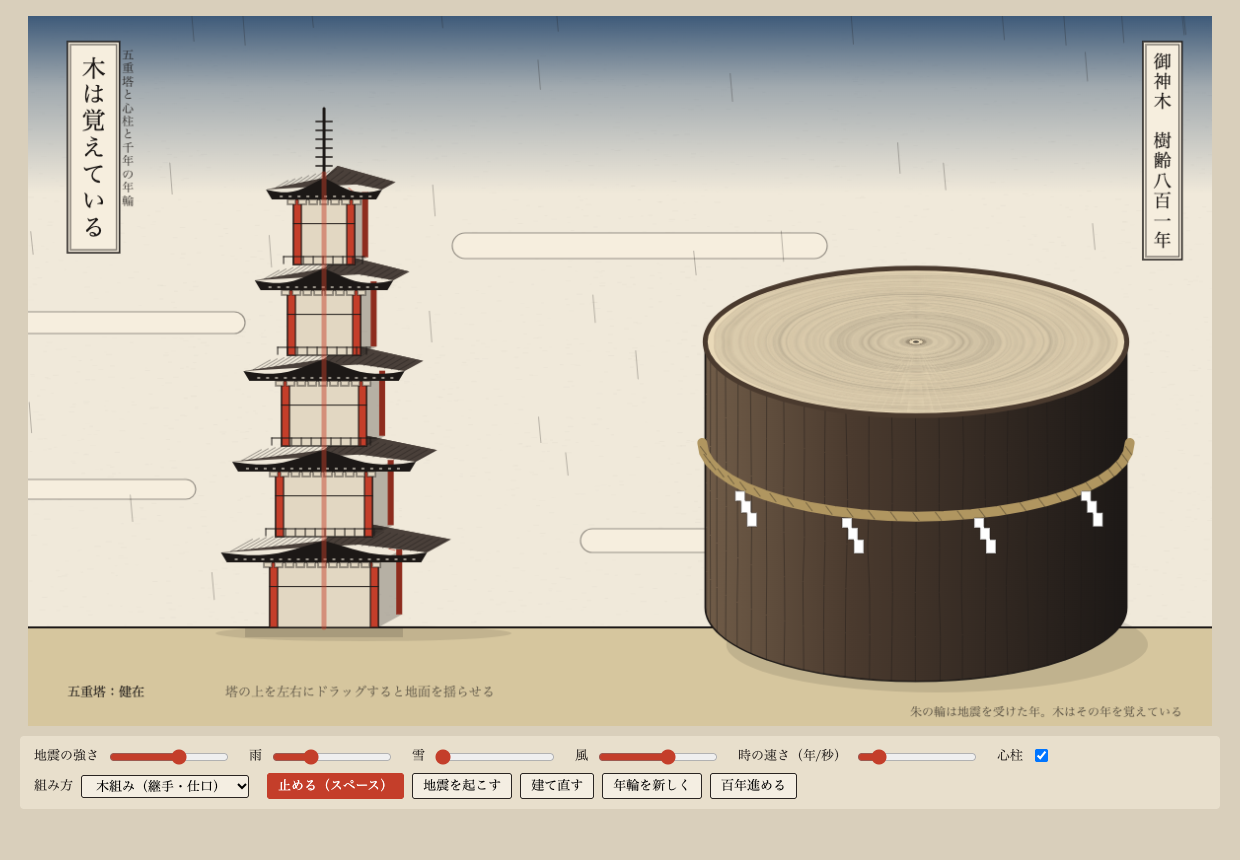 木は覚えている
五重塔と心柱と千年の年輪
御神木　樹齢八百一年
五重塔：健在
塔の上を左右にドラッグすると地面を揺らせる
朱の輪は地震を受けた年。木はその年を覚えている
地震の強さ
雨
雪
風
時の速さ（年/秒）
心柱
組み方
木組み（継手・仕口）
止める（スペース）
地震を起こす
建て直す
年輪を新しく
百年進める